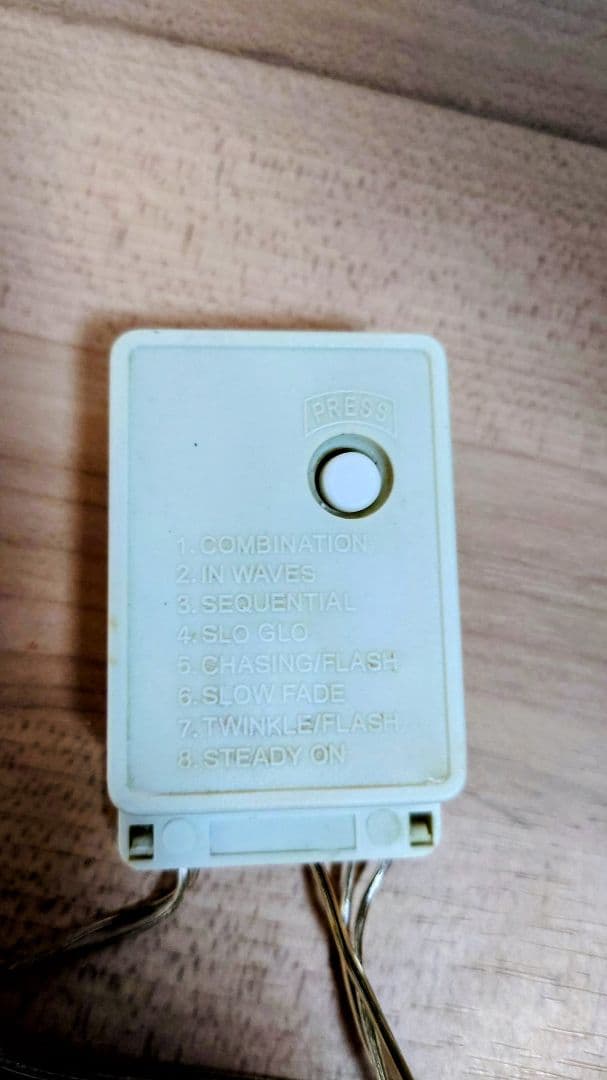 PRESS
1. COMBINATION
2. IN WAVES
3. SEQUENTIAL
4. SLO GLO
5. CHASING/FLASH
6. SLOW FADE
7. TWINKLE/FLASH
8. STEADY ON